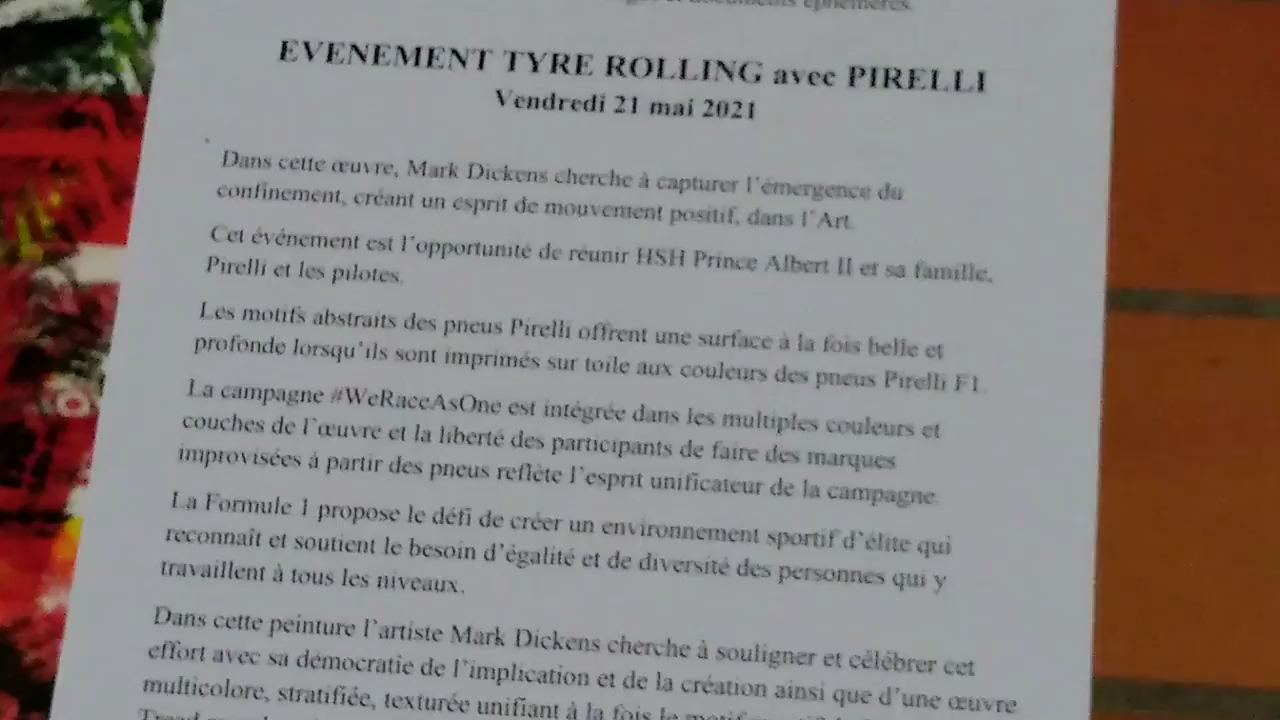 documents éphémères.
EVENEMENT TYRE ROLLING avec PIRELLI
Vendredi 21 mai 2021
Dans cette œuvre, Mark Dickens cherche à capturer l'émergence du
confinement, créant un esprit de mouvement positif, dans l'Art.
Cet événement est l'opportunité de réunir HSH Prince Albert II et sa famille,
Pirelli et les pilotes.
Les motifs abstraits des pneus Pirelli offrent une surface à la fois belle et
profonde lorsqu'ils sont imprimés sur toile aux couleurs des pneus Pirelli F1.
La campagne #WeRaceAsOne est intégrée dans les multiples couleurs et
couches de l'œuvre et la liberté des participants de faire des marques
improvisées à partir des pneus reflète l'esprit unificateur de la campagne.
La Formule 1 propose le défi de créer un environnement sportif d'élite qui
reconnaît et soutient le besoin d'égalité et de diversité des personnes qui y
travaillent à tous les niveaux.
Dans cette peinture l'artiste Mark Dickens cherche à souligner et célébrer cet
effort avec sa démocratie de l'implication et de la création ainsi que d'une œuvre
multicolore, stratifiée, texturée unifiant à la fois le motif